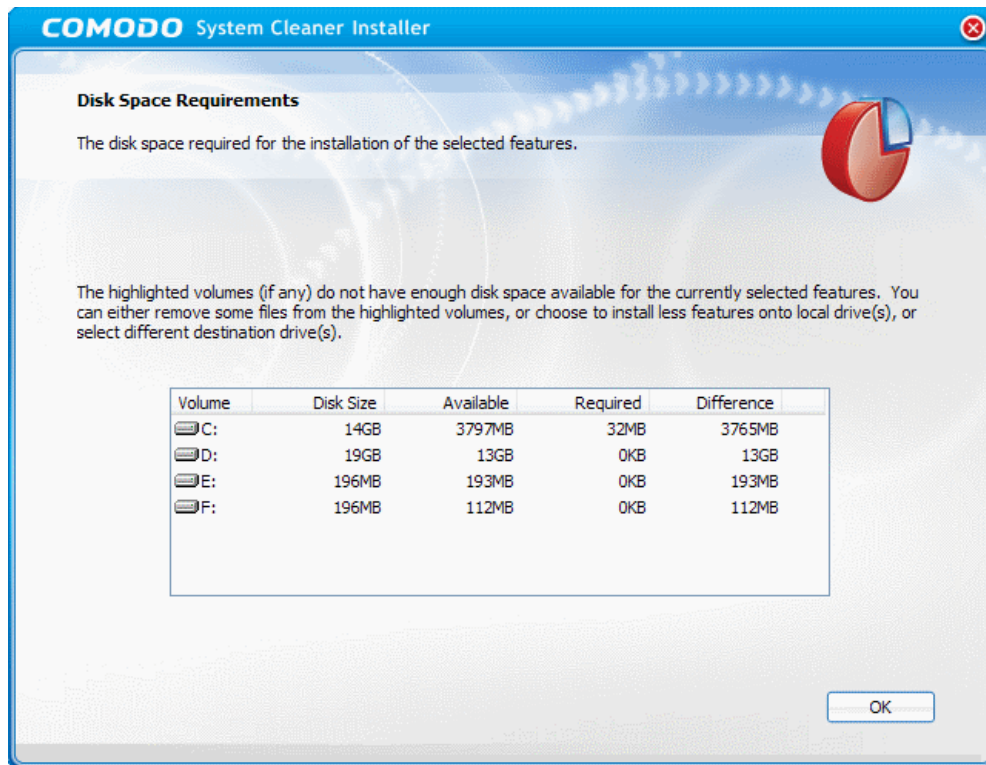 COMODO System Cleaner Installer
Disk Space Requirements
The disk space required for the installation of the selected features.
The highlighted volumes (if any) do not have enough disk space available for the currently selected features. You
can either remove some files from the highlighted volumes, or choose to install less features onto local drive(s), or
select different destination drive(s).
Volume Disk Size Available Required Difference
C: 14GB 3797MB 32MB 3765MB
D: 19GB 13GB 0KB 13GB
E: 196MB 193MB 0KB 193MB
F: 196MB 112MB 0KB 112MB
OK